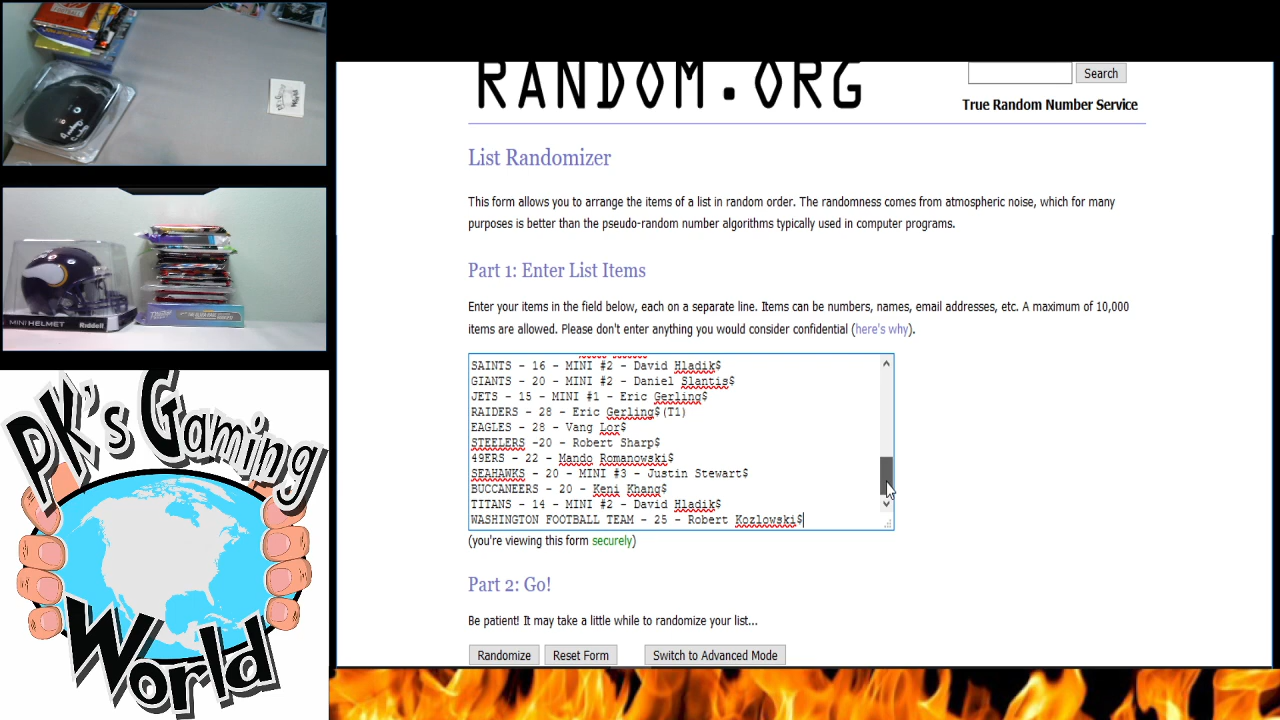 MINI HELMET Riddell
PK's Gaming
World
RANDOM.ORG
Search
True Random Number Service
List Randomizer
This form allows you to arrange the items of a list in random order. The randomness comes from atmospheric noise, which for many
purposes is better than the pseudo-random number algorithms typically used in computer programs.
Part 1: Enter List Items
Enter your items in the field below, each on a separate line. Items can be numbers, names, email addresses, etc. A maximum of 10,000
items are allowed. Please don't enter anything you would consider confidential (here's why).
SAINTS - 16 - MINI #2 - David Hladik$
GIANTS - 20 - MINI #2 - Daniel Slantis$
JETS - 15 - MINI #1 - Eric Gerling$
RAIDERS - 28 - Eric Gerling$(T1)
EAGLES - 28 - Vang Lor$
STEELERS -20 - Robert Sharp$
49ERS - 22 - Mando Romanowski$
SEAHAWKS - 20 - MINI #3 - Justin Stewart$
BUCCANEERS - 20 - Keni Khang$
TITANS - 14 - MINI #2 - David Hladik$
WASHINGTON FOOTBALL TEAM - 25 - Robert Kozlowski$
(you're viewing this form securely)
Part 2: Go!
Be patient! It may take a little while to randomize your list...
Randomize
Reset Form
Switch to Advanced Mode